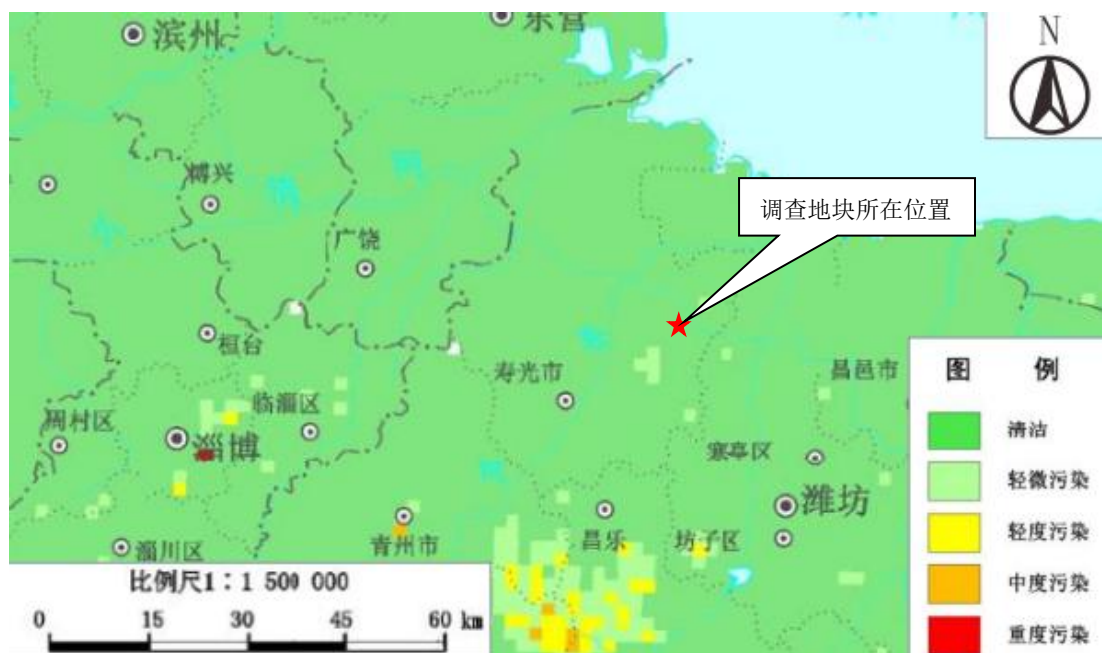 滨州
东营
N
博兴
调查地块所在位置
广饶
桓台
寿光市
昌邑市
图 例
周村区
临淄区
淄博
清洁
寒亭区
轻微污染
潍坊
青州市
昌乐
坊子区
轻度污染
淄川区
比例尺1：1 500 000
中度污染
0 15 30 45 60 km
重度污染